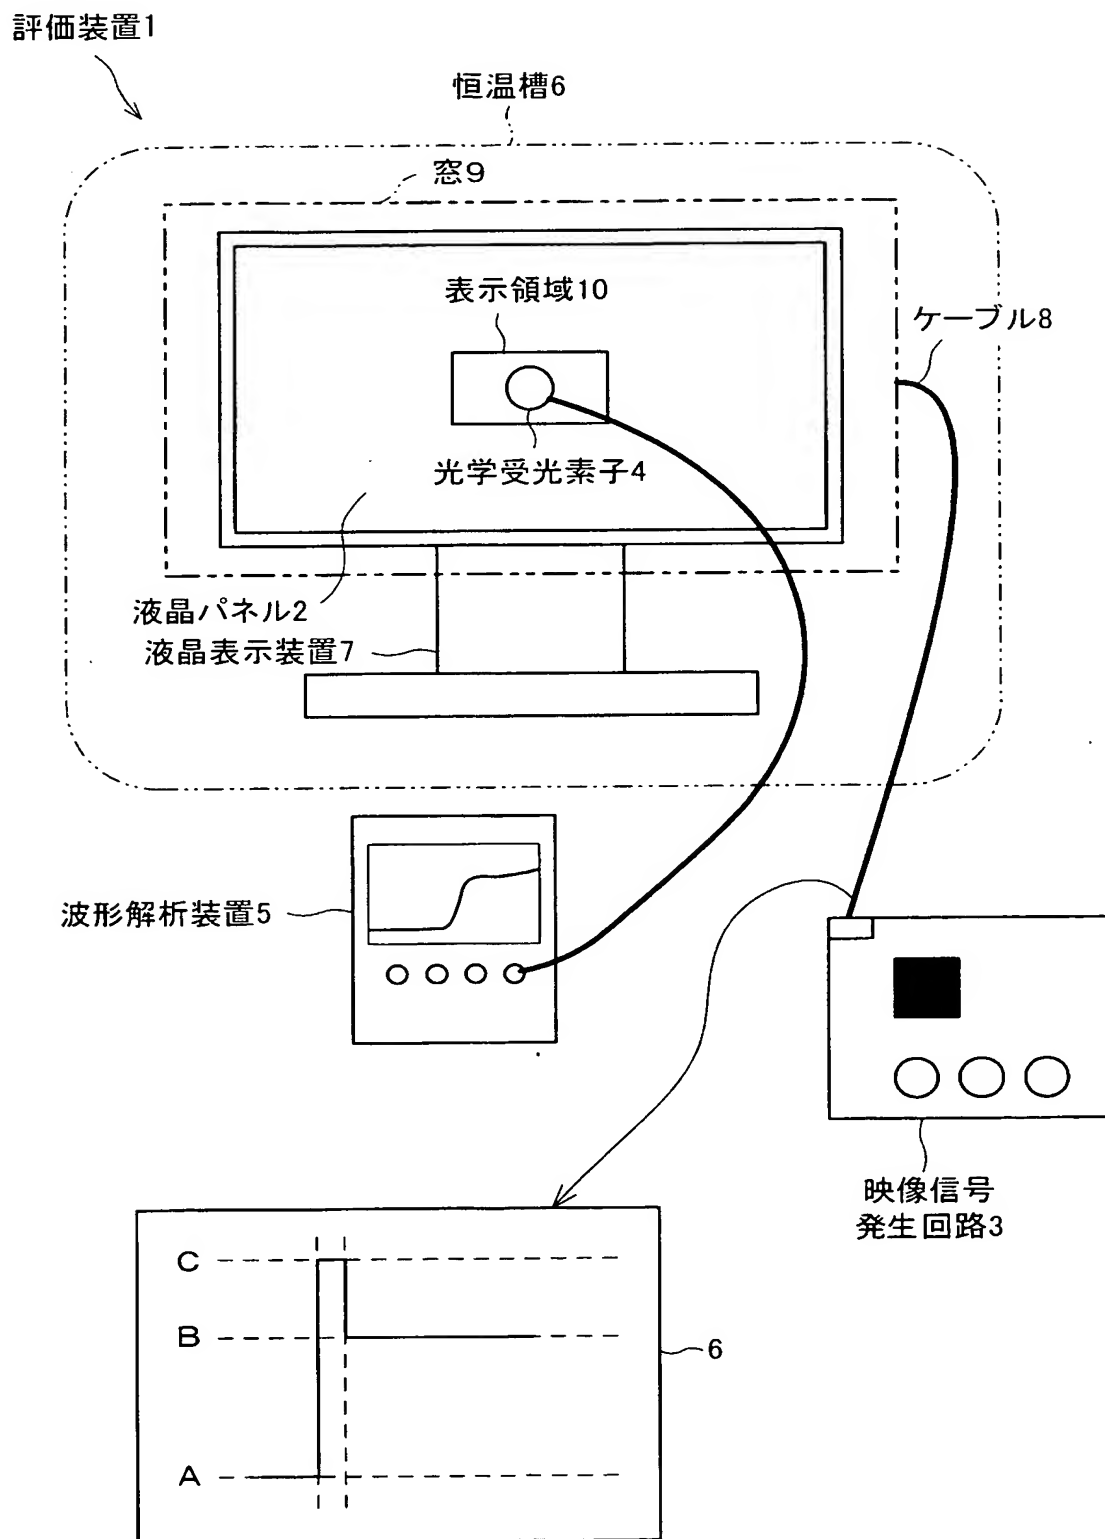 評価装置1
恒温槽6
窓9
表示領域10
ケーブル8
光学受光素子4
液晶パネル2
液晶表示装置7
波形解析装置5
映像信号
発生回路3
C
B
6
A